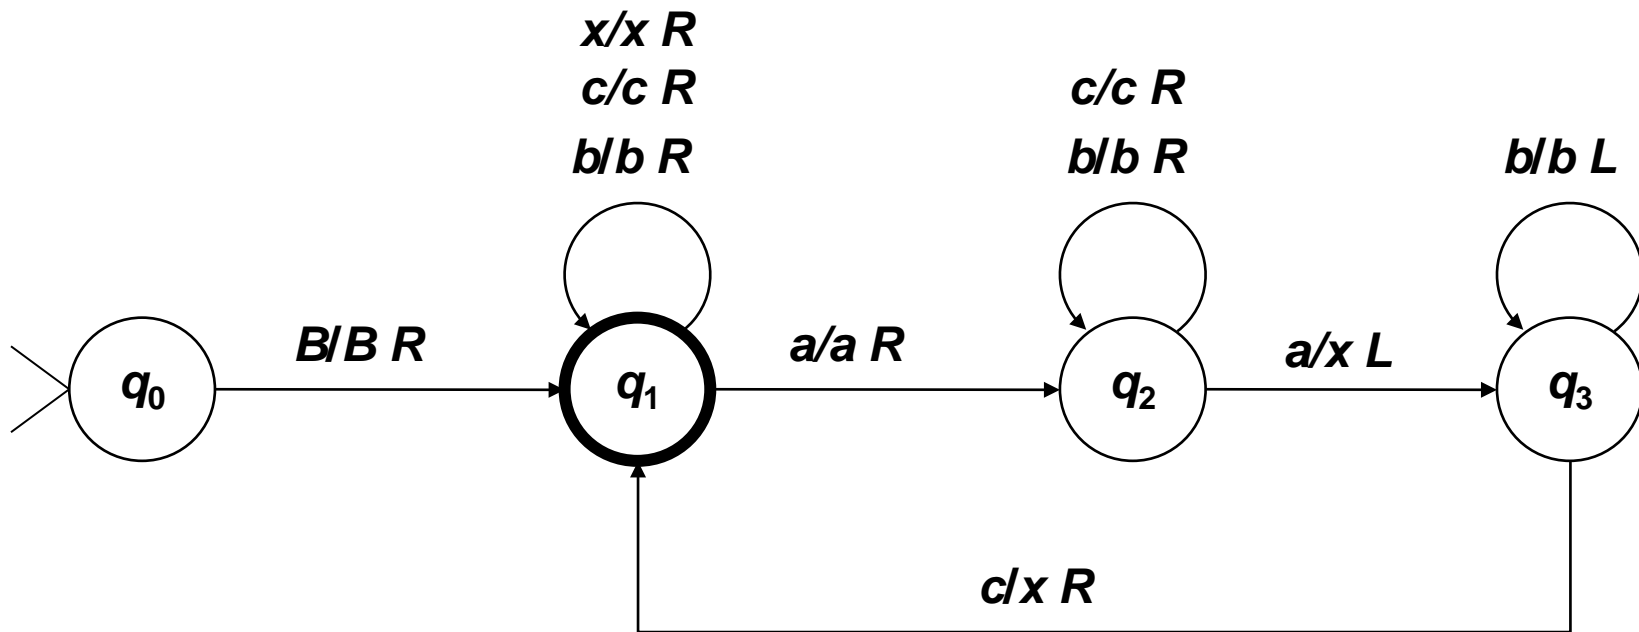 x/x R
c/c R
c/c R
b/b R
b/b R
b/b L
B/B R
a/a R
a/x L
q0
q1
q2
q3
c/x R